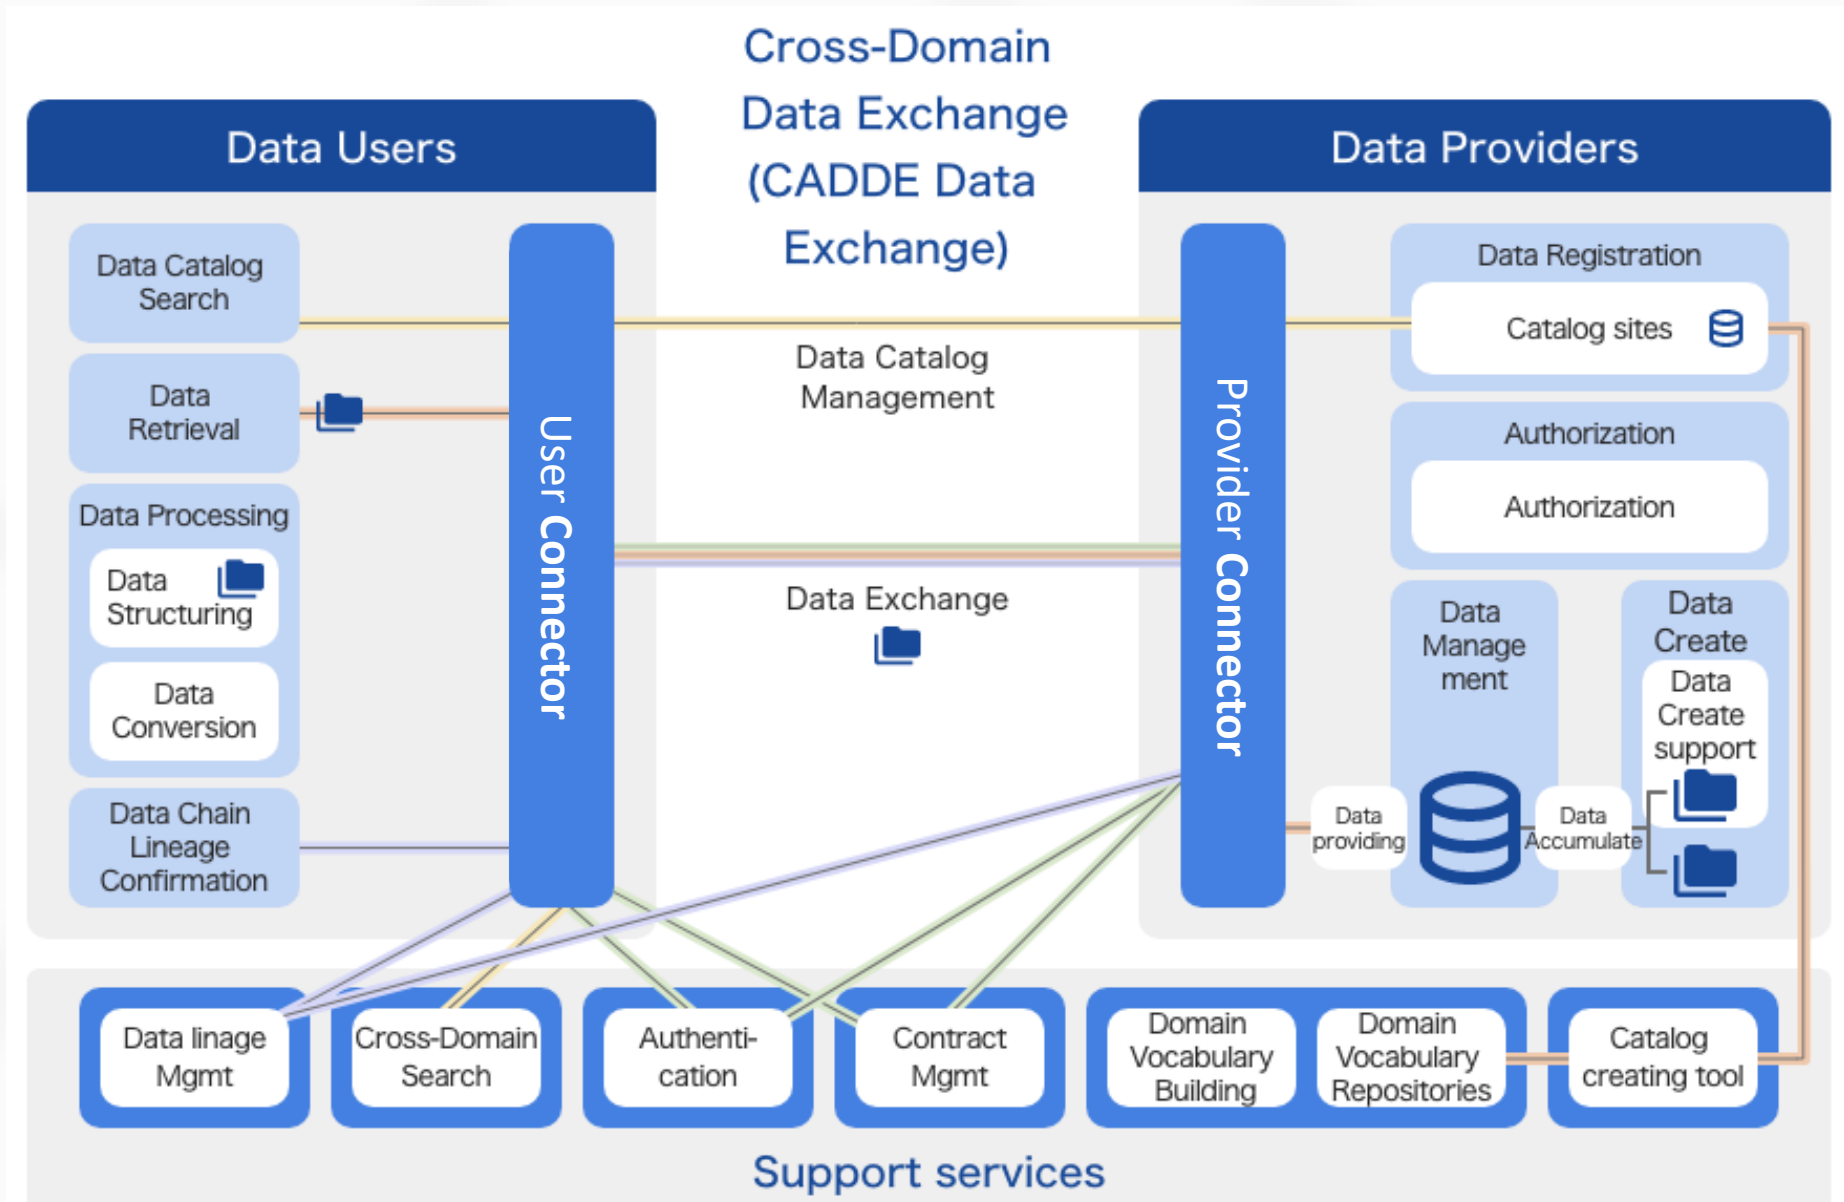 Cross-Domain
Data Exchange
(CADDE Data
Exchange)
Data Users
Data Catalog
Search
Data
Retrieval
Data Processing
Data
Structuring
Data
Conversion
Data Chain
Lineage
Confirmation
User Connector
Data Catalog
Management
Data Exchange
Data Providers
Provider Connector
Data Registration
Catalog sites
Authorization
Authorization
Data
Manage
ment
Data
Create
Data
Create
support
Data
providing
Data
Accumulate
Data linage
Mgmt
Cross-Domain
Search
Authenti-
cation
Contract
Mgmt
Domain
Vocabulary
Building
Domain
Vocabulary
Repositories
Catalog
creating tool
Support services